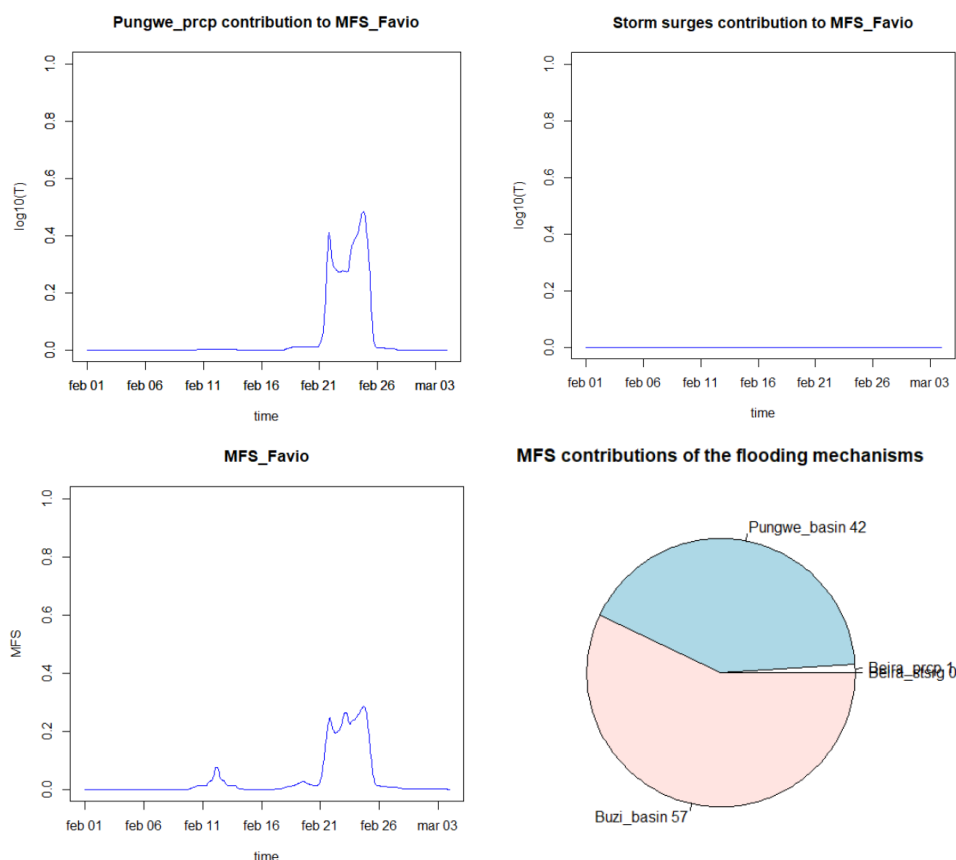 Pungwe_prcp contribution to MFS_Favio
log10(T)
1.0
0.8
0.6
0.4
0.2
0.0
feb 01 feb 06 feb 11 feb 16 feb 21 feb 26 mar 03
time
Storm surges contribution to MFS_Favio
log10(T)
1.0
0.8
0.6
0.4
0.2
0.0
feb 01 feb 06 feb 11 feb 16 feb 21 feb 26 mar 03
time
MFS_Favio
MFS
1.0
0.8
0.6
0.4
0.2
0.0
feb 01 feb 06 feb 11 feb 16 feb 21 feb 26 mar 03
time
MFS contributions of the flooding mechanisms
Pungwe_basin 42
Beira_prcp 1
Beira_stsrg 0
Buzi_basin 57